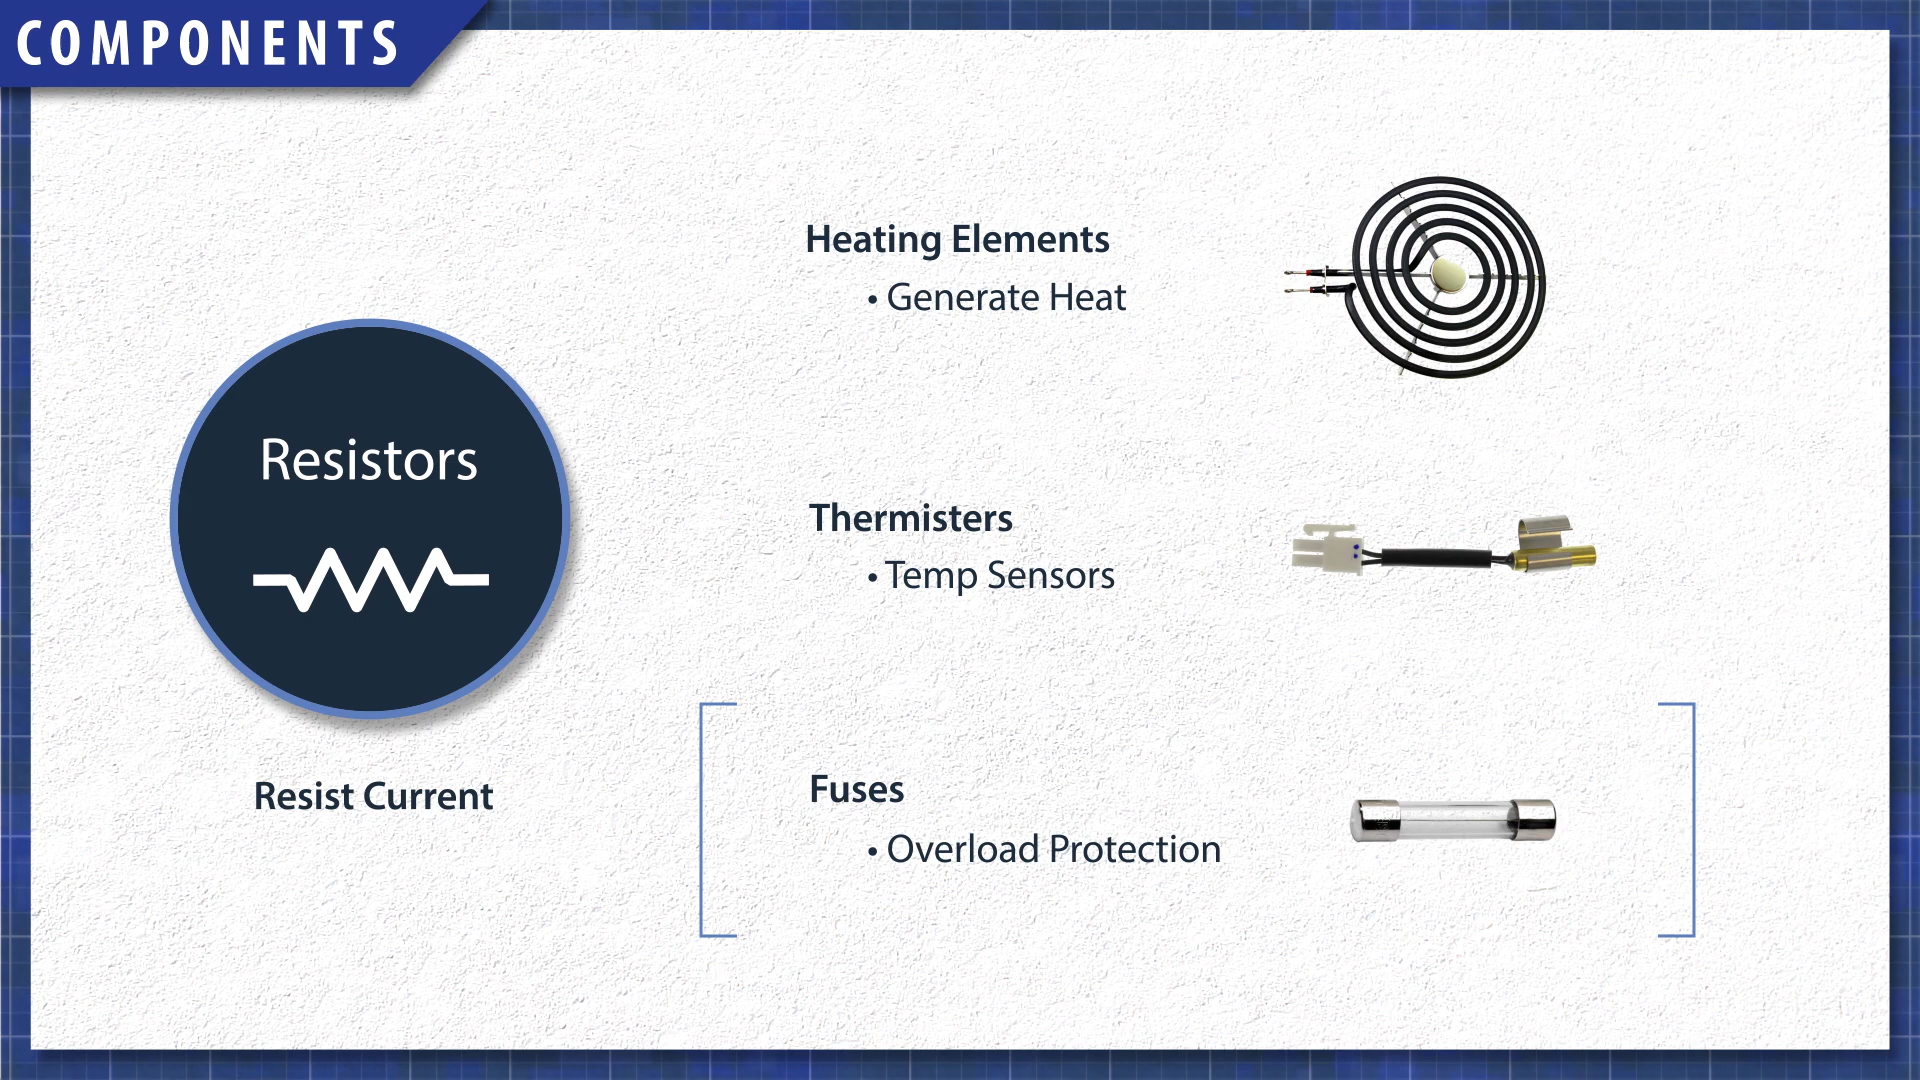 COMPONENTS
Resistors
Resist Current
Heating Elements
• Generate Heat
Thermisters
• Temp Sensors
Fuses
• Overload Protection